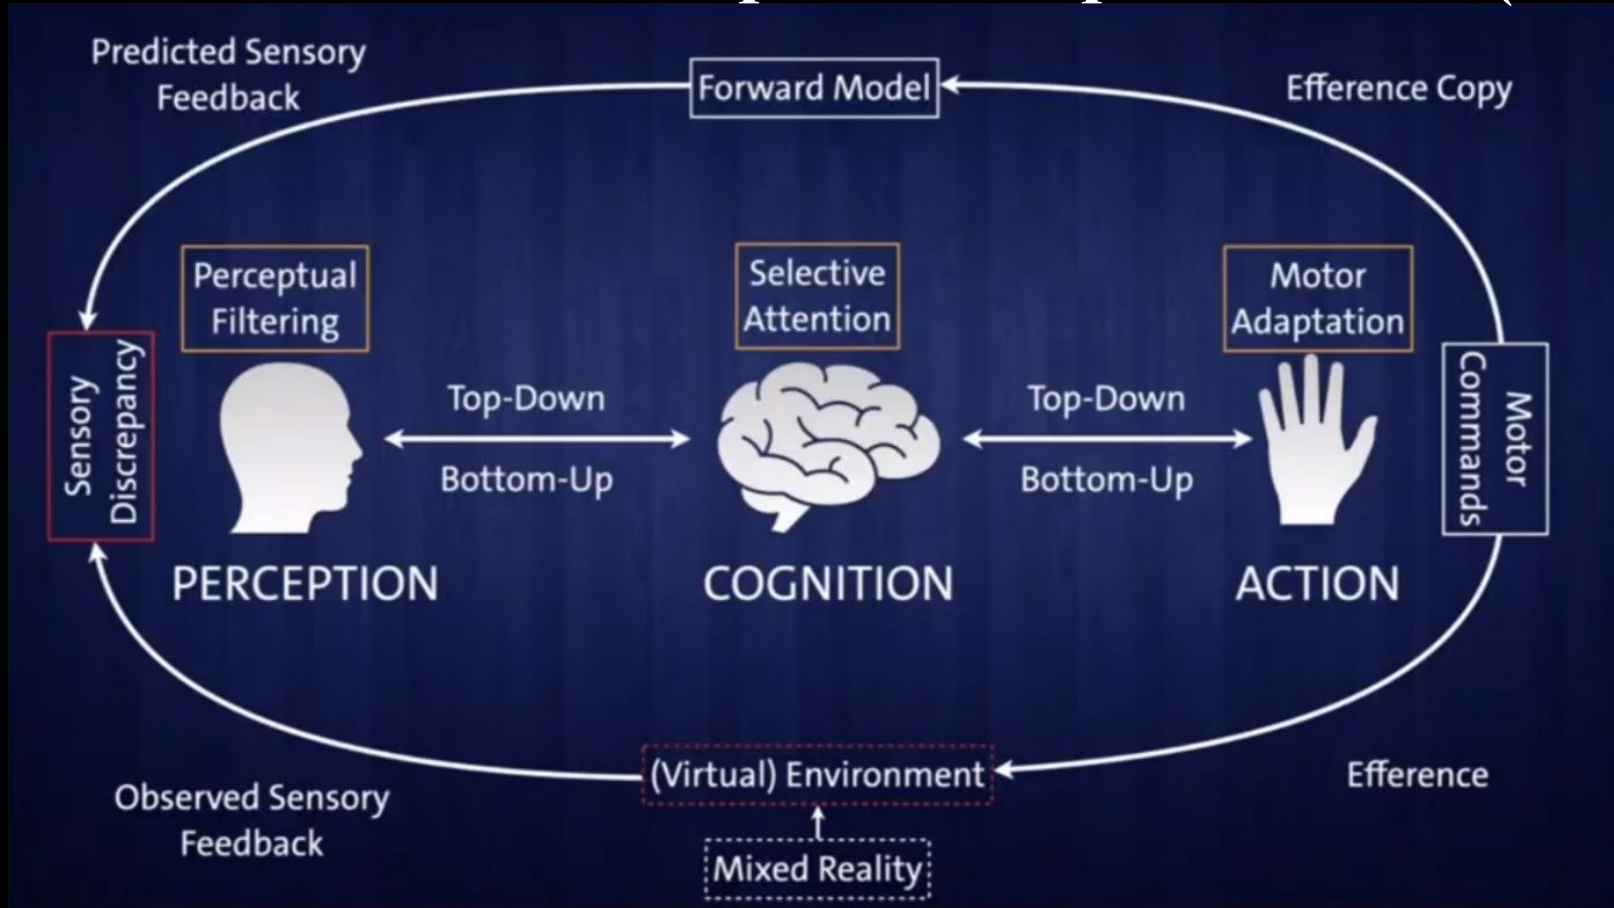 Predicted Sensory
Feedback
Forward Model
Efference Copy
Perceptual
Filtering
Selective
Attention
Motor
Adaptation
Sensory
Discrepancy
Top-Down
Bottom-Up
Top-Down
Bottom-Up
Motor
Commands
PERCEPTION
COGNITION
ACTION
(Virtual) Environment
Efference
Observed Sensory
Feedback
Mixed Reality